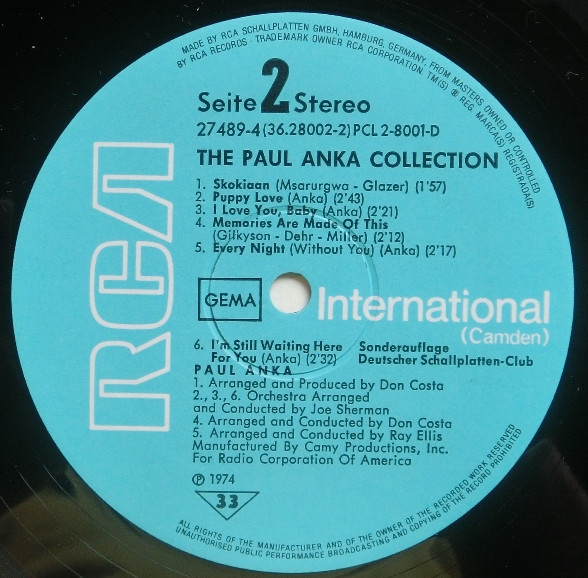 MADE BY RCA SCHALLPLATTEN GMBH, HAMBURG, GERMANY, FROM MASTERS OWNED OR CONTROLLED
BY RCA RECORDS · TRADEMARK OWNER RCA CORPORATION, TM(S) ® REG. MARCA(S) REGISTRADA(S)
Seite 2 Stereo
27489-4 (36.28002-2) PCL 2-8001-D
THE PAUL ANKA COLLECTION
1. Skokiaan (Msarurgwa - Glazer) (1'57)
2. Puppy Love (Anka) (2'43)
3. I Love You, Baby (Anka) (2'21)
4. Memories Are Made Of This
(Gilkyson - Dehr - Miller) (2'12)
5. Every Night (Without You) (Anka) (2'17)
RCA
GEMA
International
(Camden)
6. I'm Still Waiting Here Sonderauflage
For You (Anka) (2'32) Deutscher Schallplatten-Club
PAUL ANKA
1. Arranged and Produced by Don Costa
2., 3., 6. Orchestra Arranged
and Conducted by Joe Sherman
4. Arranged and Conducted by Don Costa
5. Arranged and Conducted by Ray Ellis
Manufactured By Camy Productions, Inc.
For Radio Corporation Of America
℗ 1974
33
ALL RIGHTS OF THE MANUFACTURER AND OF THE OWNER OF THE RECORDED WORK RESERVED
UNAUTHORISED PUBLIC PERFORMANCE BROADCASTING AND COPYING OF THE RECORD PROHIBITED